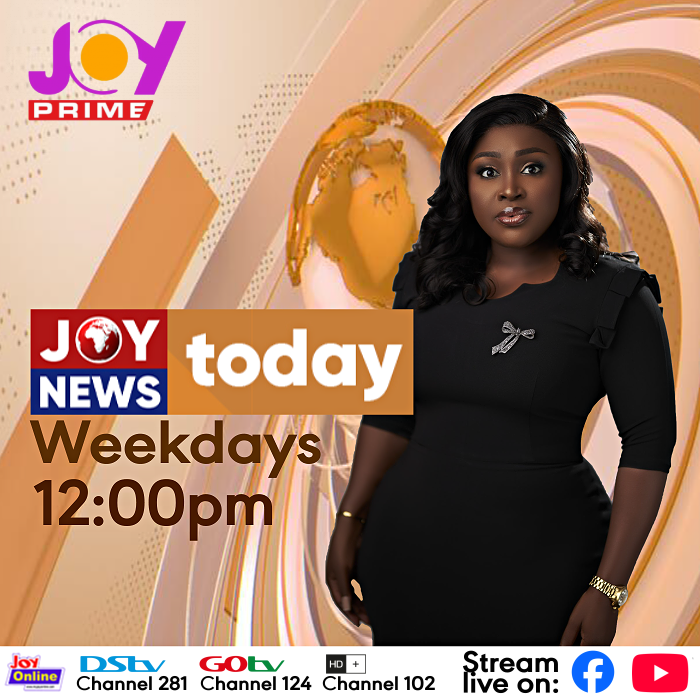 JOY
PRIME
JOY
NEWS
today
Weekdays
12:00pm
Joy
Online
DStv
Channel 281
GOtv
Channel 124
HD +
Channel 102
Stream
live on: